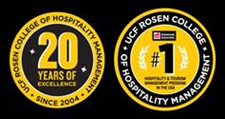 UCF ROSEN COLLEGE OF HOSPITALITY MANAGEMENT
20
YEARS OF
EXCELLENCE
• SINCE 2004 •
• UCF ROSEN COLLEGE •
OF HOSPITALITY MANAGEMENT
#1
HOSPITALITY & TOURISM
MANAGEMENT PROGRAM
IN THE USA